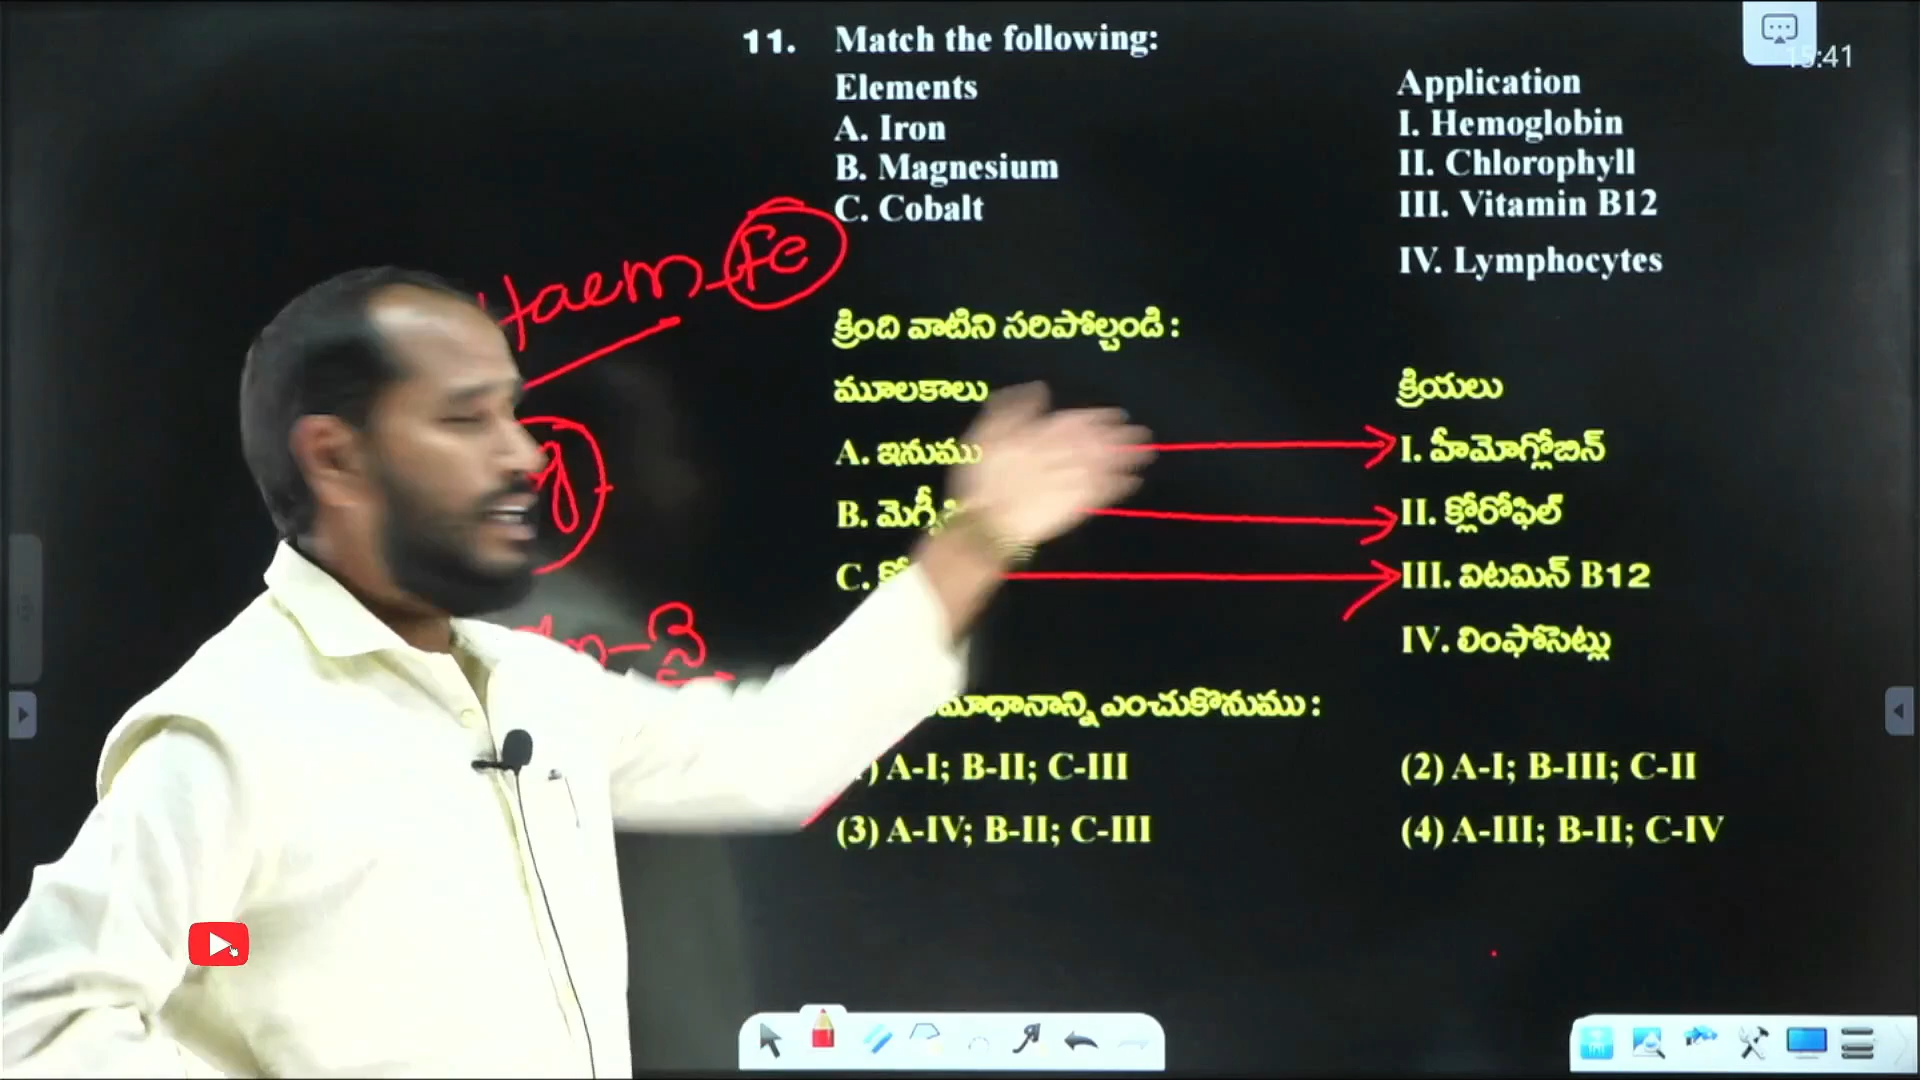 11. Match the following:
Elements Application
A. Iron I. Hemoglobin
B. Magnesium II. Chlorophyll
C. Cobalt III. Vitamin B12
IV. Lymphocytes
15:41
Haem - Fe
క్రింది వాటిని సరిపోల్చండి :
మూలకాలు క్రియలు
A. ఇనుము I. హీమోగ్లోబిన్
B. II. క్లోరోఫిల్
C. III. విటమిన్ B12
IV. లింఫోసైట్లు
ఎంచుకొనుము :
A-I; B-II; C-III (2) A-I; B-III; C-II
(3) A-IV; B-II; C-III (4) A-III; B-II; C-IV